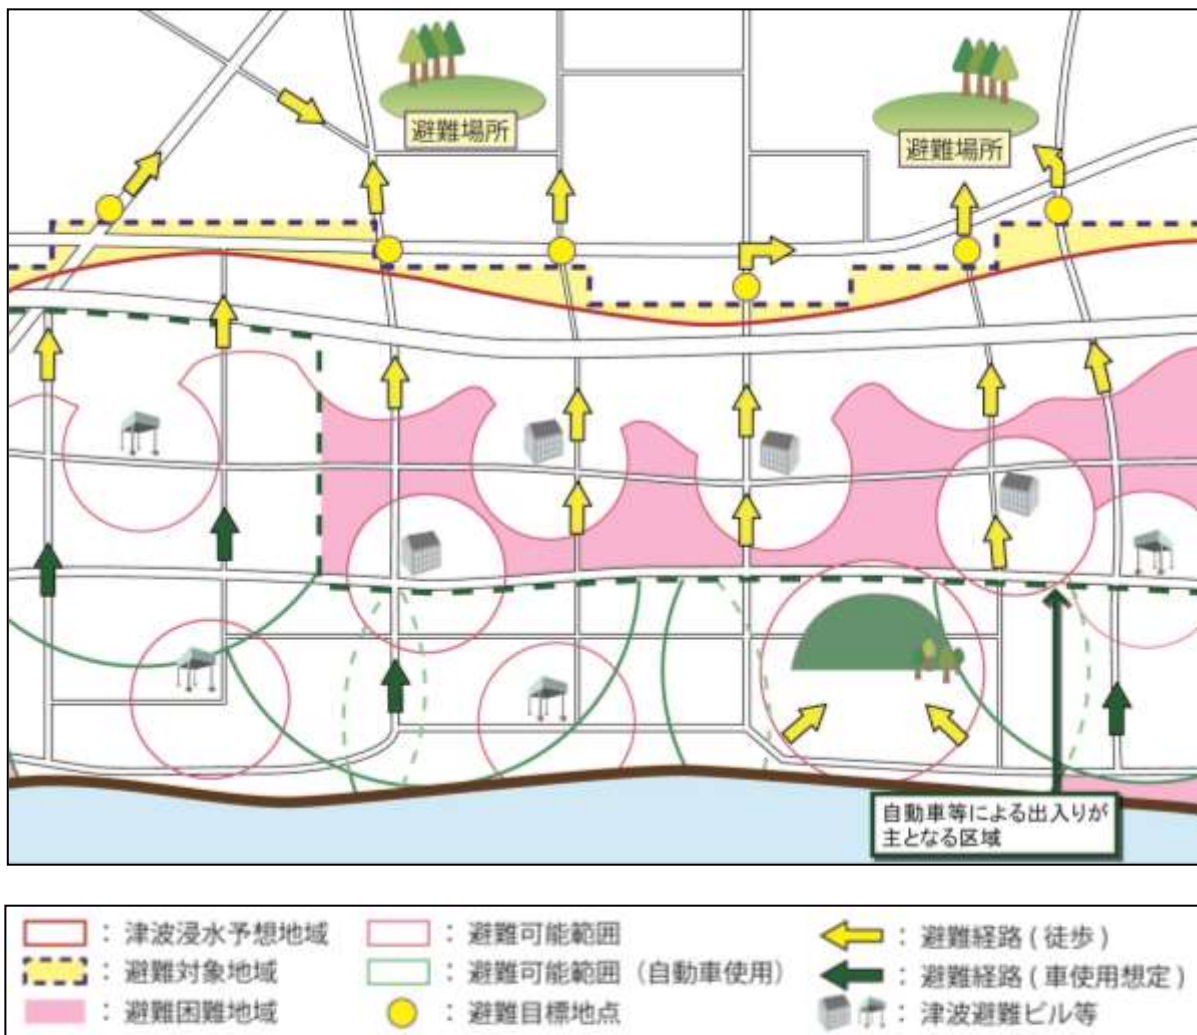 避難場所
避難場所
自動車等による出入りが
主となる区域
：津波浸水予想地域
：避難対象地域
：避難困難地域
：避難可能範囲
：避難可能範囲（自動車使用）
：避難目標地点
：避難経路(徒歩)
：避難経路(車使用想定)
：津波避難ビル等